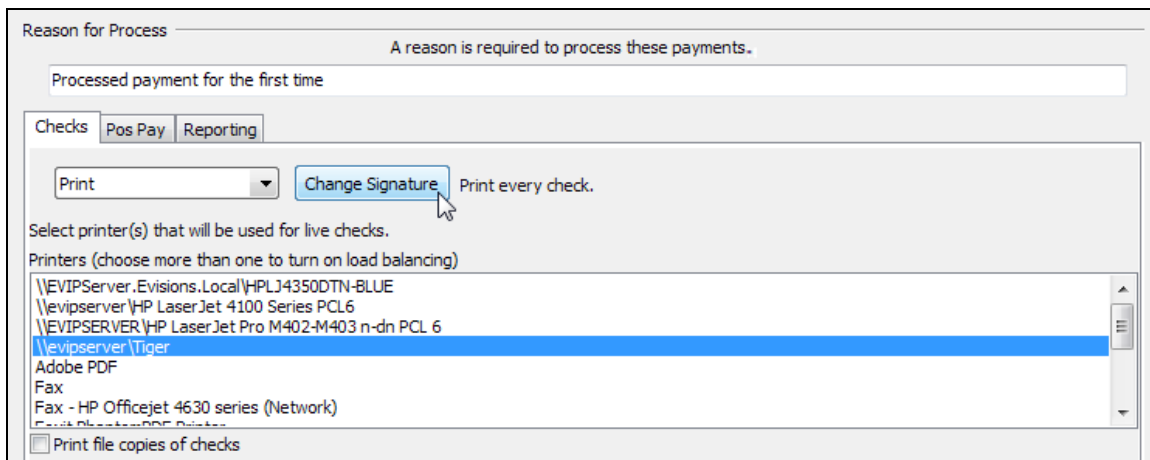 Reason for Process
A reason is required to process these payments.
Processed payment for the first time
Checks Pos Pay Reporting
Print Change Signature Print every check.
Select printer(s) that will be used for live checks.
Printers (choose more than one to turn on load balancing)
\\EVIPServer.Evisions.Local\HPLJ4350DTN-BLUE
\\evipserver\HP LaserJet 4100 Series PCL6
\\EVIPSERVER\HP LaserJet Pro M402-M403 n-dn PCL 6
\\evipserver\Tiger
Adobe PDF
Fax
Fax - HP Officejet 4630 series (Network)
Foxit PhantomPDF Printer
Print file copies of checks